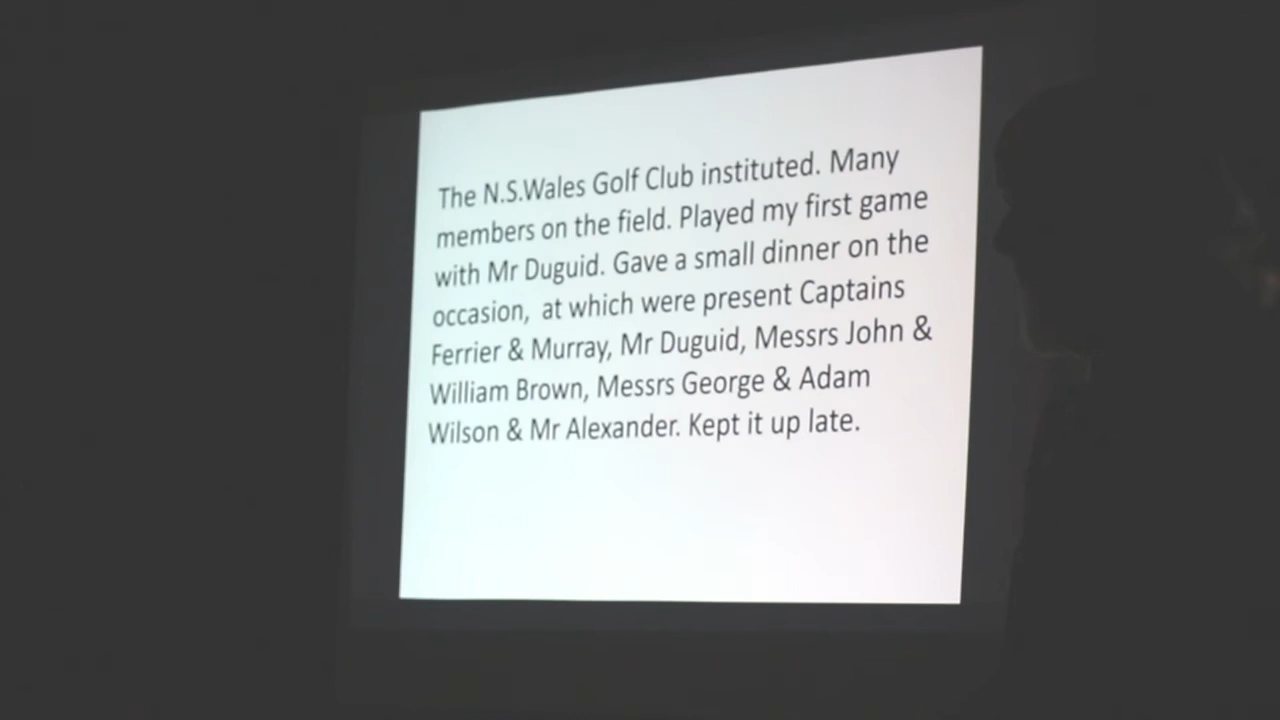 The N.S.Wales Golf Club instituted. Many
members on the field. Played my first game
with Mr Duguid. Gave a small dinner on the
occasion, at which were present Captains
Ferrier & Murray, Mr Duguid, Messrs John &
William Brown, Messrs George & Adam
Wilson & Mr Alexander. Kept it up late.